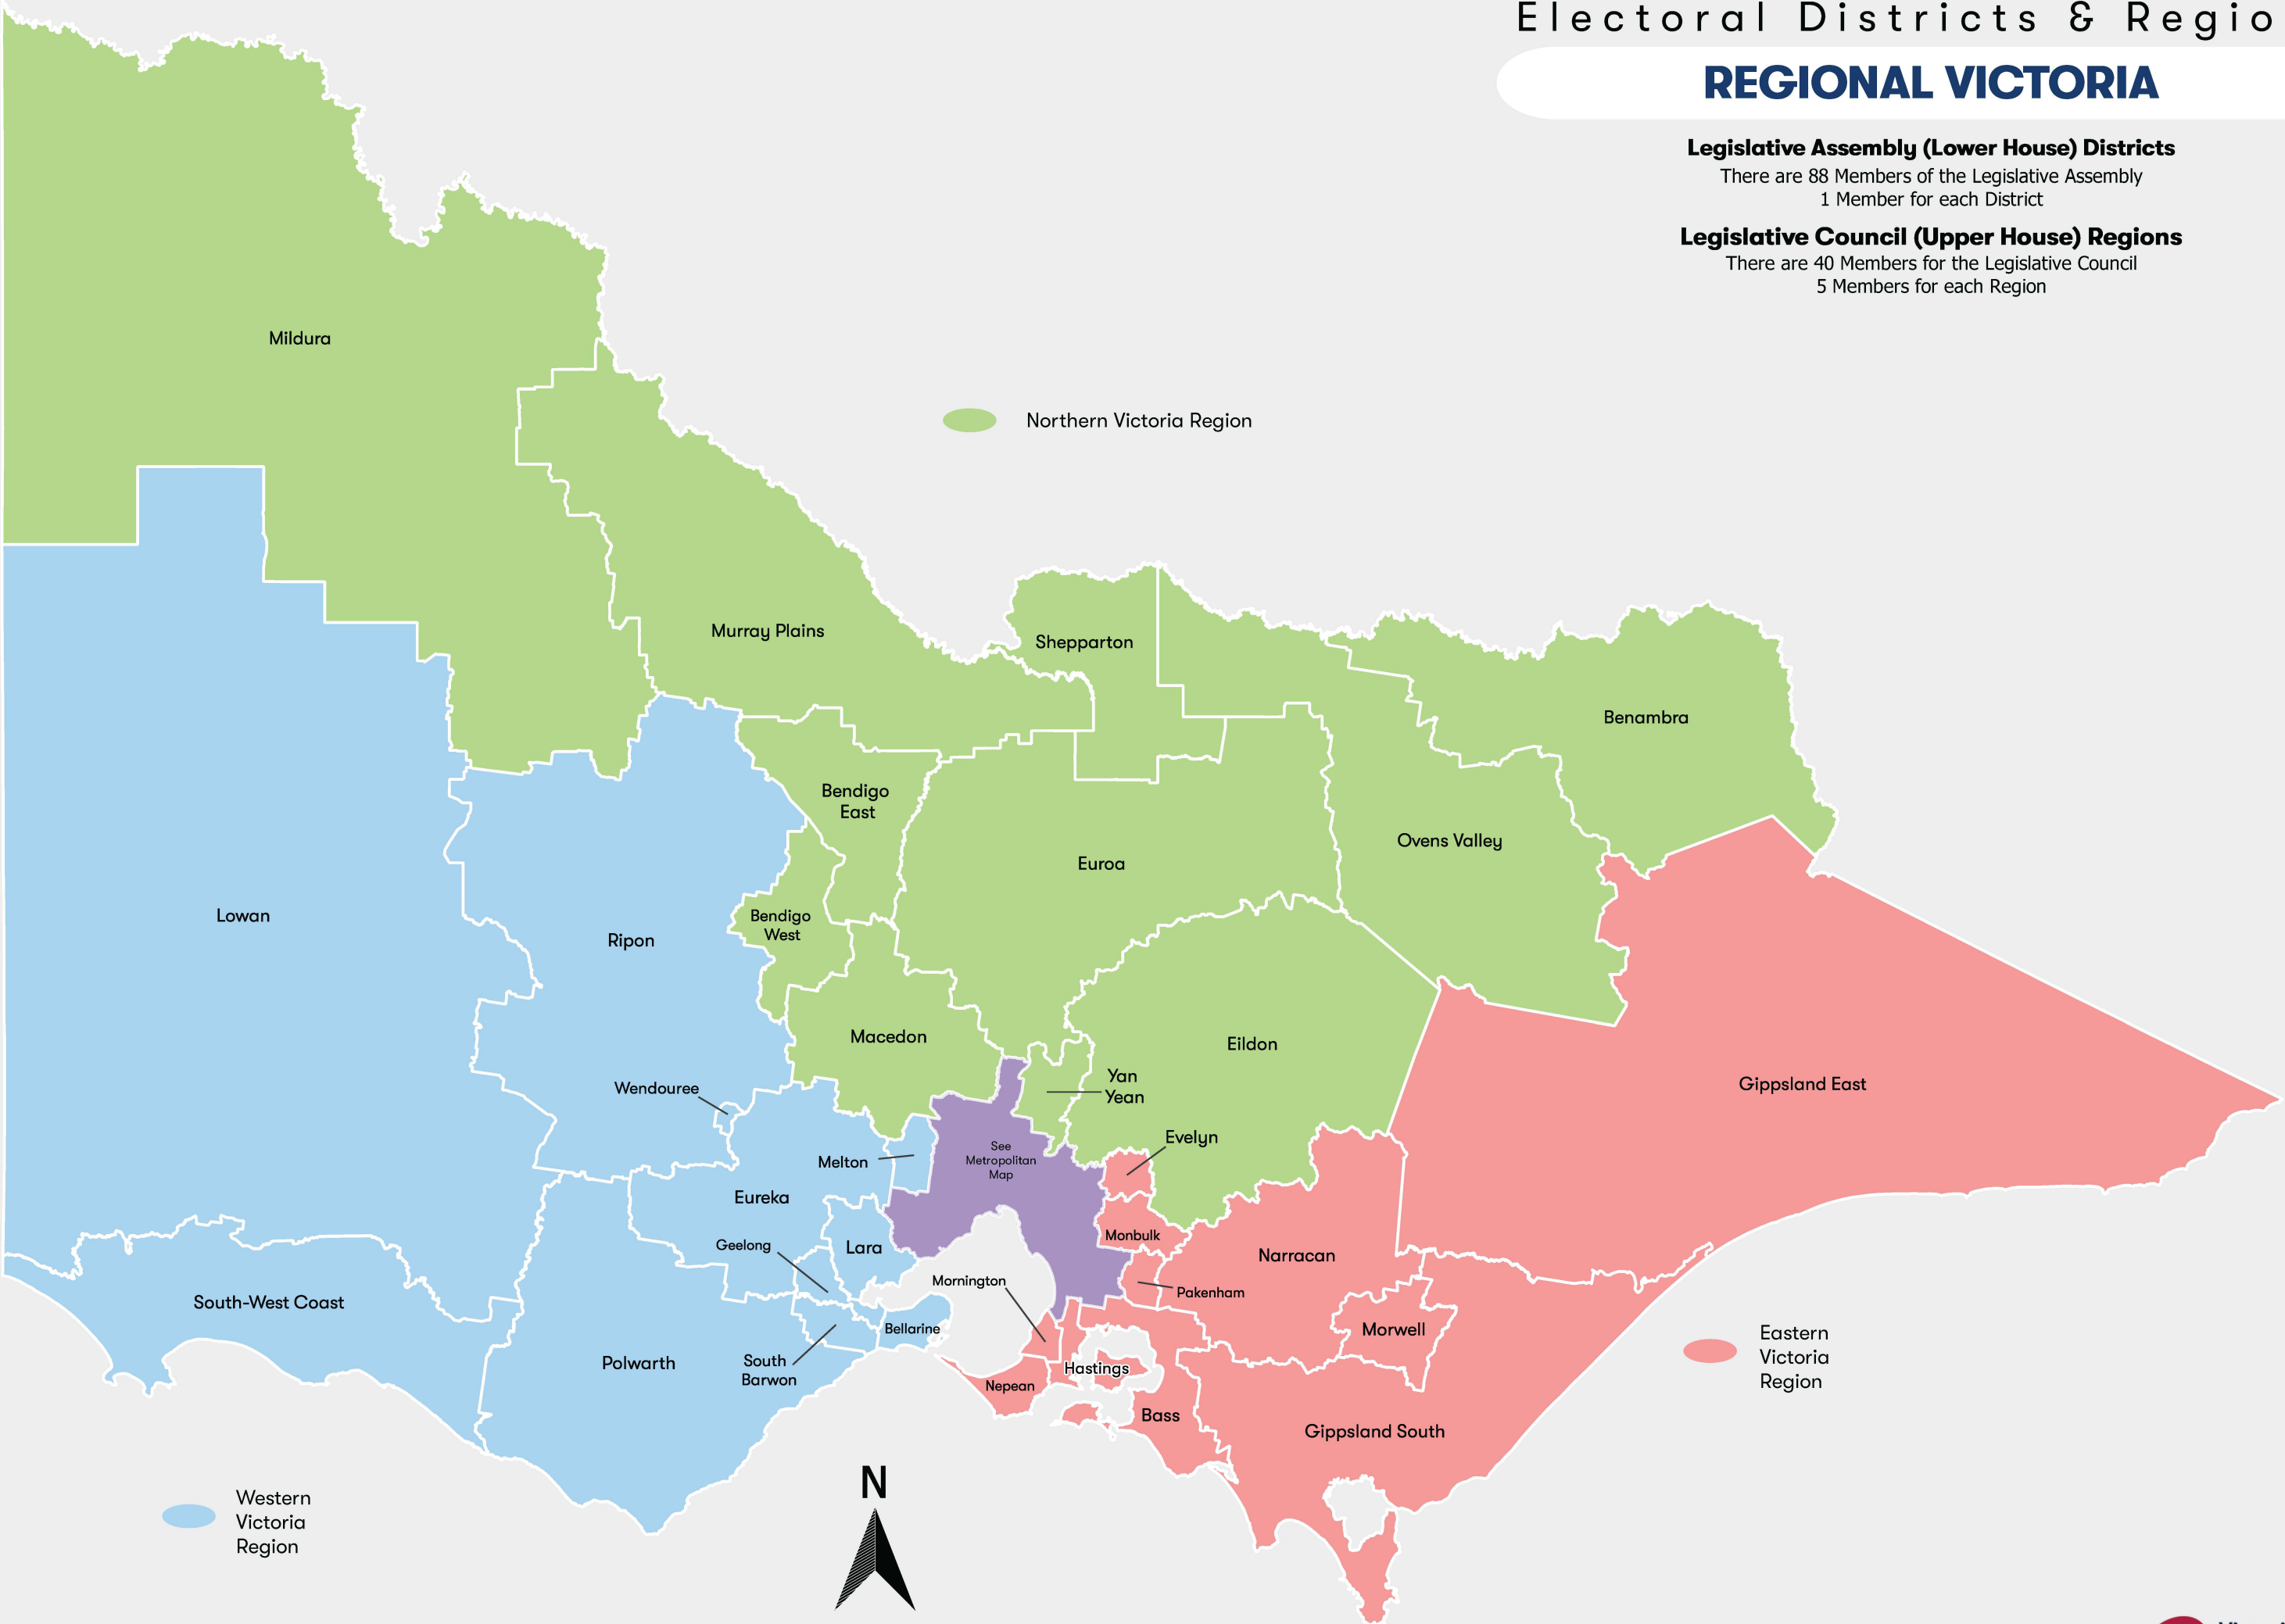 Electoral Districts & Regio
REGIONAL VICTORIA
Legislative Assembly (Lower House) Districts
There are 88 Members of the Legislative Assembly
1 Member for each District
Legislative Council (Upper House) Regions
There are 40 Members for the Legislative Council
5 Members for each Region
Mildura
Northern Victoria Region
Murray Plains
Shepparton
Benambra
Bendigo
East
Ovens Valley
Euroa
Lowan
Bendigo
West
Ripon
Macedon
Eildon
Yan
Yean
Gippsland East
Wendouree
Evelyn
See
Metropolitan
Map
Melton
Eureka
Monbulk
Geelong
Lara
Narracan
Mornington
Pakenham
South-West Coast
Bellarine
Morwell
Eastern
Victoria
Region
Polwarth
South
Barwon
Hastings
Nepean
Bass
Gippsland South
N
Western
Victoria
Region